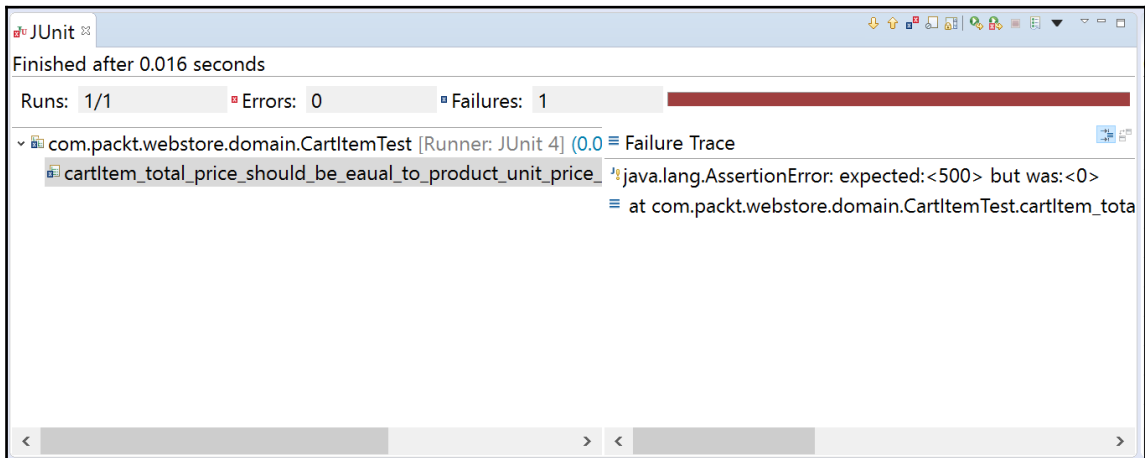 JUnit
Finished after 0.016 seconds
Runs: 1/1 Errors: 0 Failures: 1
com.packt.webstore.domain.CartItemTest [Runner: JUnit 4] (0.0
cartItem_total_price_should_be_eaual_to_product_unit_price_
Failure Trace
java.lang.AssertionError: expected:<500> but was:<0>
at com.packt.webstore.domain.CartItemTest.cartItem_tota